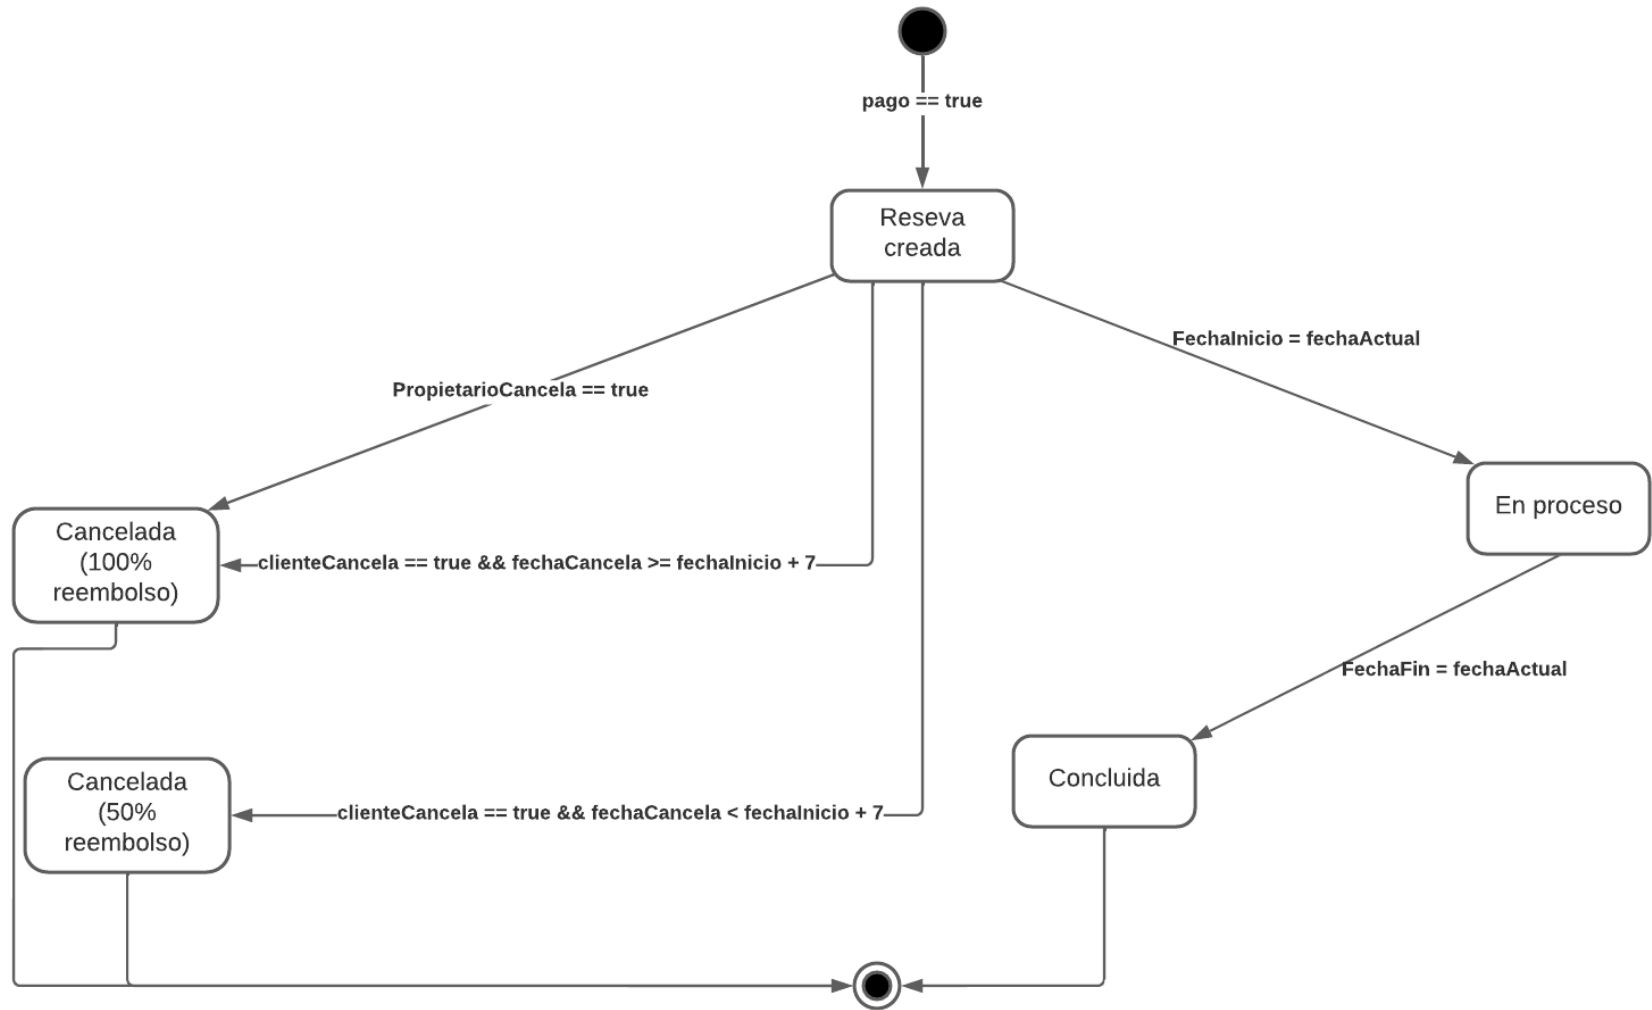 pago == true
Reseva
creada
FechaInicio = fechaActual
PropietarioCancela == true
En proceso
Cancelada
(100%
reembolso)
clienteCancela == true && fechaCancela >= fechaInicio + 7
FechaFin = fechaActual
Concluida
Cancelada
(50%
reembolso)
clienteCancela == true && fechaCancela < fechaInicio + 7